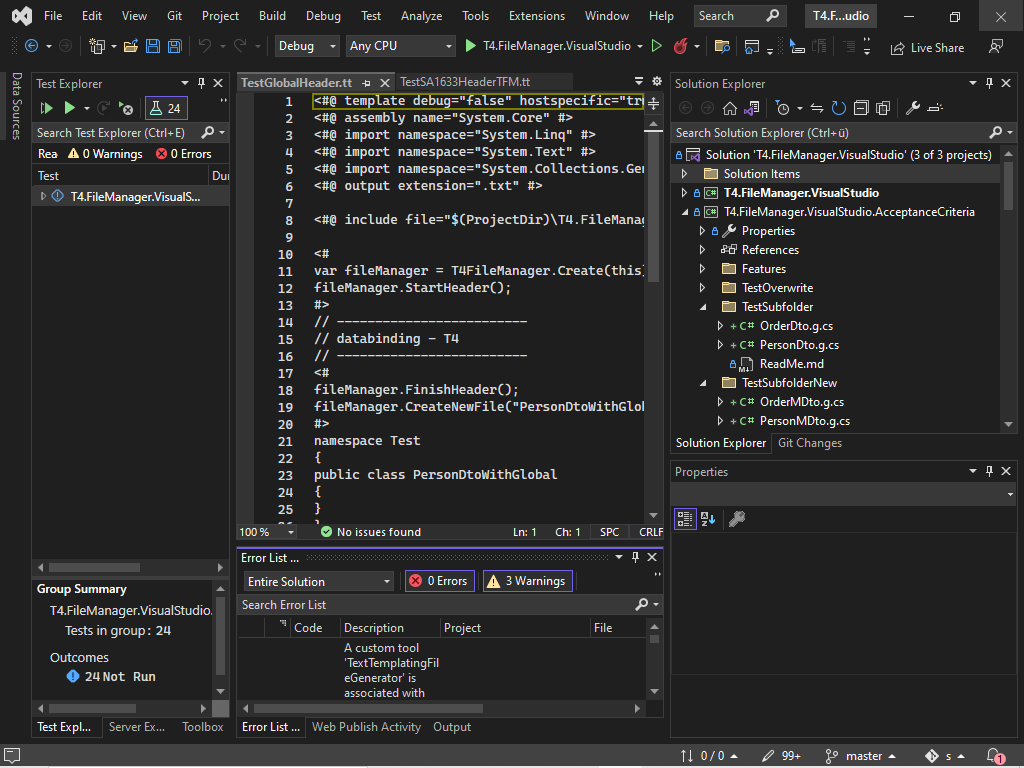 File Edit View Git Project Build Debug Test Analyze Tools Extensions Window Help Search T4.F...udio
Debug Any CPU T4.FileManager.VisualStudio Live Share
Data Sources
Test Explorer
24
Search Test Explorer (Ctrl+E)
Rea 0 Warnings 0 Errors
Test Du
T4.FileManager.VisualS...
Group Summary
T4.FileManager.VisualStudio.
Tests in group: 24
Outcomes
24 Not Run
Test Expl... Server Ex... Toolbox
TestGlobalHeader.tt TestSA1633HeaderTFM.tt
1 <#@ template debug="false" hostspecific="tr
2 <#@ assembly name="System.Core" #>
3 <#@ import namespace="System.Linq" #>
4 <#@ import namespace="System.Text" #>
5 <#@ import namespace="System.Collections.Gen
6 <#@ output extension=".txt" #>
7
8 <#@ include file="$(ProjectDir)\T4.FileManag
9
10 <#
11 var fileManager = T4FileManager.Create(this)
12 fileManager.StartHeader();
13 #>
14 // -------------------------
15 // databinding - T4
16 // -------------------------
17 <#
18 fileManager.FinishHeader();
19 fileManager.CreateNewFile("PersonDtoWithGlob
20 #>
21 namespace Test
22 {
23 public class PersonDtoWithGlobal
24 {
25 }
100 % No issues found Ln: 1 Ch: 1 SPC CRLF
Error List ...
Entire Solution 0 Errors 3 Warnings
Search Error List
Code Description Project File
A custom tool
'TextTemplatingFil
eGenerator' is
associated with
Error List ... Web Publish Activity Output
Solution Explorer
Search Solution Explorer (Ctrl+ü)
Solution 'T4.FileManager.VisualStudio' (3 of 3 projects)
Solution Items
C# T4.FileManager.VisualStudio
C# T4.FileManager.VisualStudio.AcceptanceCriteria
Properties
References
Features
TestOverwrite
TestSubfolder
+ C# OrderDto.g.cs
+ C# PersonDto.g.cs
ReadMe.md
TestSubfolderNew
+ C# OrderMDto.g.cs
+ C# PersonMDto.g.cs
Solution Explorer Git Changes
Properties
0 / 0 99+ master s 1